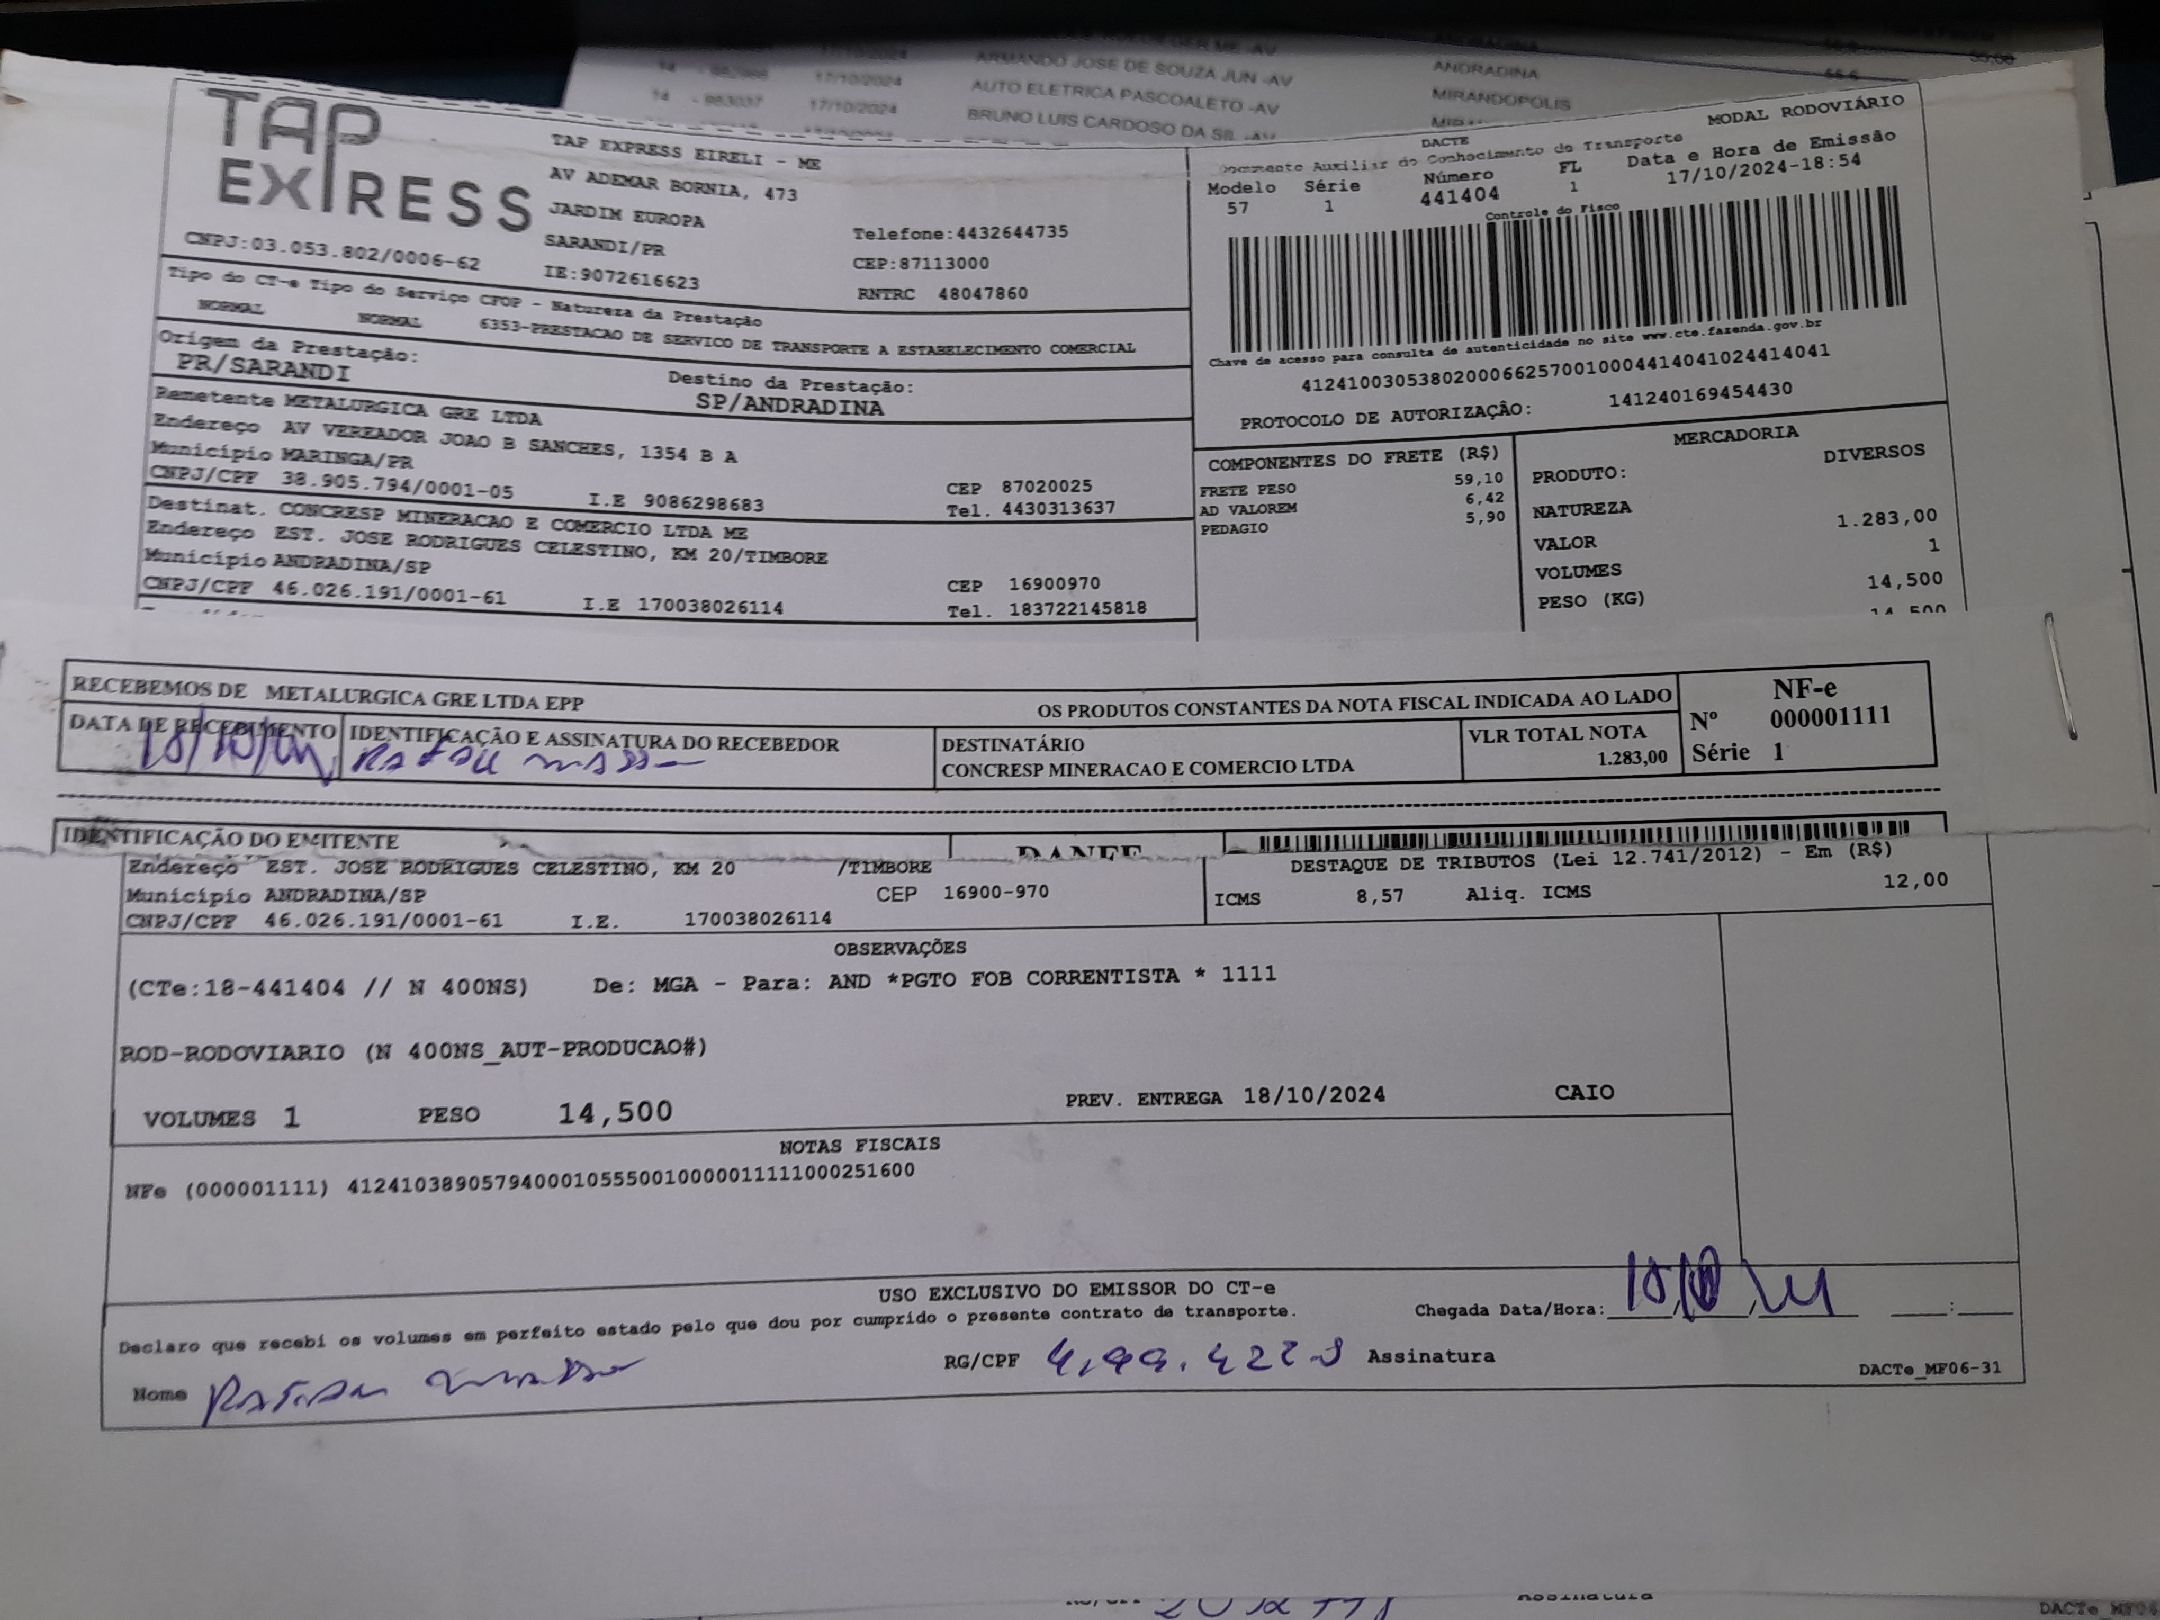 17/10/2024 ARMANDO JOSE DE SOUZA JUN -AV ANDRADINA
14 - 983037 17/10/2024 AUTO ELETRICA PASCOALETO -AV MIRANDOPOLIS
BRUNO LUIS CARDOSO DA SIL -AV
TAP EXPRESS
TAP EXPRESS EIRELI - ME
AV ADEMAR BORNIA, 473
JARDIM EUROPA
SARANDI/PR
Telefone:4432644735
CEP:87113000
CNPJ:03.053.802/0006-62
IE:9072616623
RNTRC 48047860
MODAL RODOVIÁRIO
DACTE
Documento Auxiliar do Conhecimento de Transporte
Modelo Série Número FL Data e Hora de Emissão
57 1 441404 1 17/10/2024-18:54
Controle do Fisco
Chave de acesso para consulta de autenticidade no site www.cte.fazenda.gov.br
41241003053802000662570010004414041024414041
PROTOCOLO DE AUTORIZAÇÃO: 141240169454430
Tipo do CT-e Tipo do Serviço CFOP - Natureza da Prestação
NORMAL NORMAL 6353-PRESTACAO DE SERVICO DE TRANSPORTE A ESTABELECIMENTO COMERCIAL
Origem da Prestação:
PR/SARANDI
Destino da Prestação:
SP/ANDRADINA
Remetente METALURGICA GRE LTDA
Endereço AV VEREADOR JOAO B SANCHES, 1354 B A
Município MARINGA/PR CEP 87020025
CNPJ/CPF 38.905.794/0001-05 I.E 9086298683 Tel. 4430313637
Destinat. CONCRESP MINERACAO E COMERCIO LTDA ME
Endereço EST. JOSE RODRIGUES CELESTINO, KM 20/TIMBORE
Município ANDRADINA/SP CEP 16900970
CNPJ/CPF 46.026.191/0001-61 I.E 170038026114 Tel. 183722145818
COMPONENTES DO FRETE (R$)
FRETE PESO 59,10
AD VALOREM 6,42
PEDAGIO 5,90
MERCADORIA
PRODUTO: DIVERSOS
NATUREZA
VALOR 1.283,00
VOLUMES 1
PESO (KG) 14,500
14,500
RECEBEMOS DE METALURGICA GRE LTDA EPP OS PRODUTOS CONSTANTES DA NOTA FISCAL INDICADA AO LADO
DATA DE RECEBIMENTO
IDENTIFICAÇÃO E ASSINATURA DO RECEBEDOR
DESTINATÁRIO
CONCRESP MINERACAO E COMERCIO LTDA
VLR TOTAL NOTA
1.283,00
NF-e
Nº 000001111
Série 1
IDENTIFICAÇÃO DO EMITENTE
DANFE
Endereço EST. JOSE RODRIGUES CELESTINO, KM 20 /TIMBORE
Município ANDRADINA/SP CEP 16900-970
CNPJ/CPF 46.026.191/0001-61 I.E. 170038026114
DESTAQUE DE TRIBUTOS (Lei 12.741/2012) - Em (R$)
ICMS 8,57 Aliq. ICMS 12,00
OBSERVAÇÕES
(CTe:18-441404 // N 400NS) De: MGA - Para: AND *PGTO FOB CORRENTISTA * 1111
ROD-RODOVIARIO (N 400NS_AUT-PRODUCAO#)
VOLUMES 1 PESO 14,500 PREV. ENTREGA 18/10/2024 CAIO
NOTAS FISCAIS
NFe (000001111) 41241038905794000105550010000011111000251600
USO EXCLUSIVO DO EMISSOR DO CT-e
Declaro que recebi os volumes em perfeito estado pelo que dou por cumprido o presente contrato de transporte.
Chegada Data/Hora:
Nome
RG/CPF
Assinatura
DACTe_MF06-31